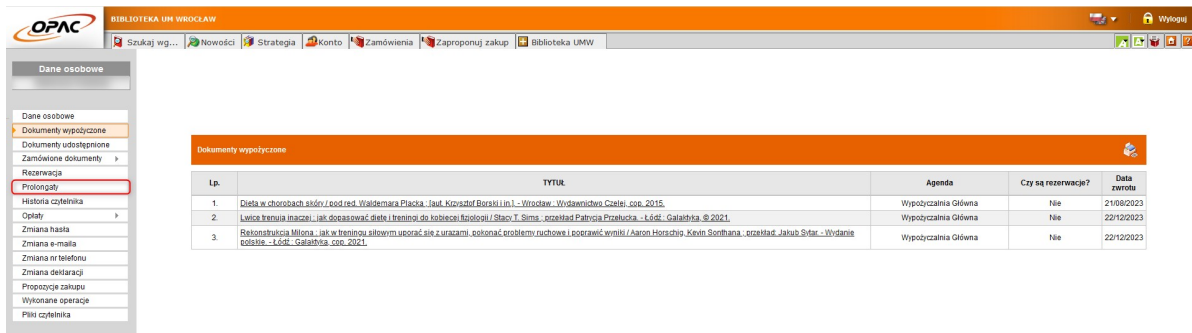 OPAC
BIBLIOTEKA UM WROCŁAW
Wyloguj
Szukaj wg... Nowości Strategia Konto Zamówienia Zaproponuj zakup Biblioteka UMW
Dane osobowe
Dane osobowe
Dokumenty wypożyczone
Dokumenty udostępnione
Zamówione dokumenty
Rezerwacja
Prolongaty
Historia czytelnika
Opłaty
Zmiana hasła
Zmiana e-maila
Zmiana nr telefonu
Zmiana deklaracji
Propozycje zakupu
Wykonane operacje
Pliki czytelnika
Dokumenty wypożyczone
Lp. TYTUŁ Agenda Czy są rezerwacje? Data
zwrotu
1. Dieta w chorobach skóry / pod red. Waldemara Placka ; [aut. Krzysztof Borski i in.]. - Wrocław : Wydawnictwo Czelej, cop. 2015. Wypożyczalnia Główna Nie 21/08/2023
2. Lwice trenują inaczej : jak dopasować dietę i treningi do kobiecej fizjologii / Stacy T. Sims ; przekład Patrycja Przełucka. - Łódź : Galaktyka, © 2021. Wypożyczalnia Główna Nie 22/12/2023
3. Rekonstrukcja Milona : jak w treningu siłowym uporać się z urazami, pokonać problemy ruchowe i poprawić wyniki / Aaron Horschig, Kevin Sonthana ; przekład: Jakub Sytar. - Wydanie
polskie. - Łódź : Galaktyka, cop. 2021. Wypożyczalnia Główna Nie 22/12/2023